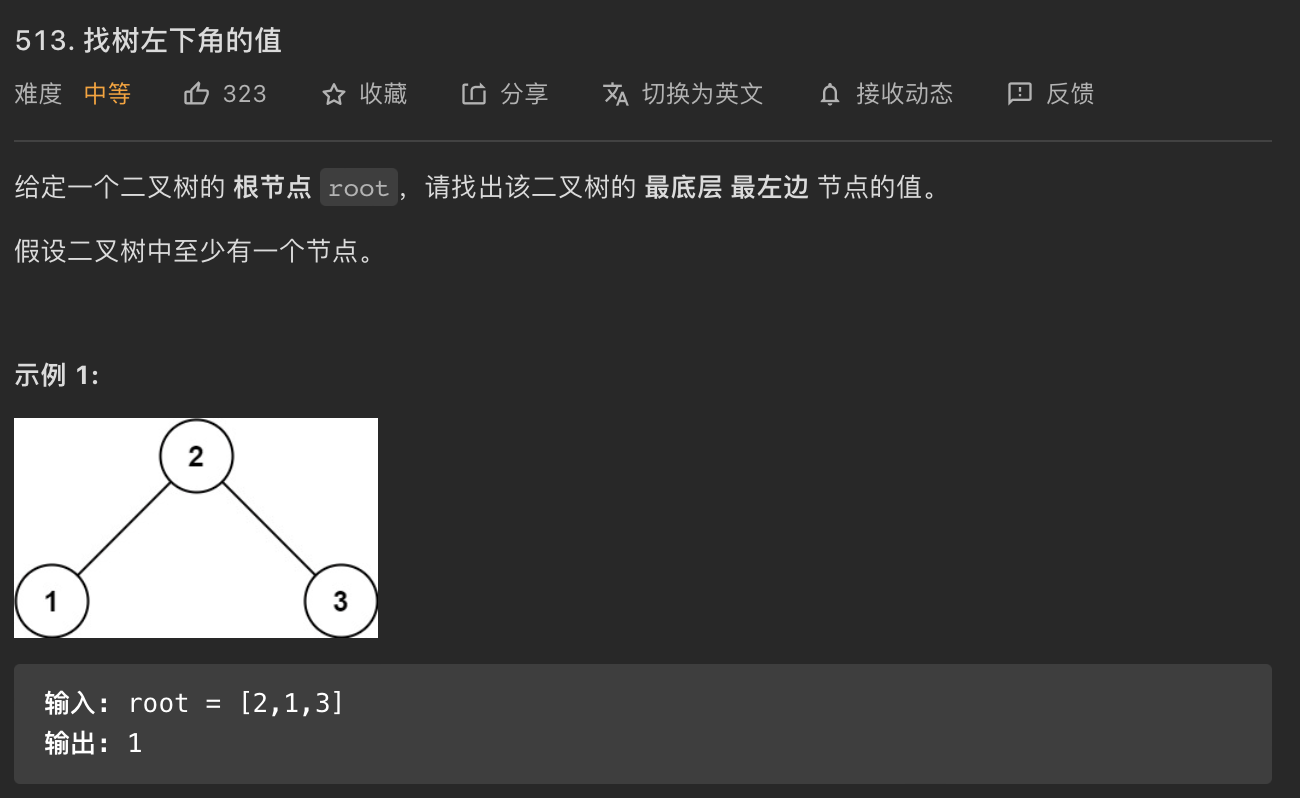 513. 找树左下角的值
难度 中等 323 收藏 分享 切换为英文 接收动态 反馈
给定一个二叉树的 根节点 root，请找出该二叉树的 最底层 最左边 节点的值。
假设二叉树中至少有一个节点。
示例 1:
2
1 3
输入: root = [2,1,3]
输出: 1